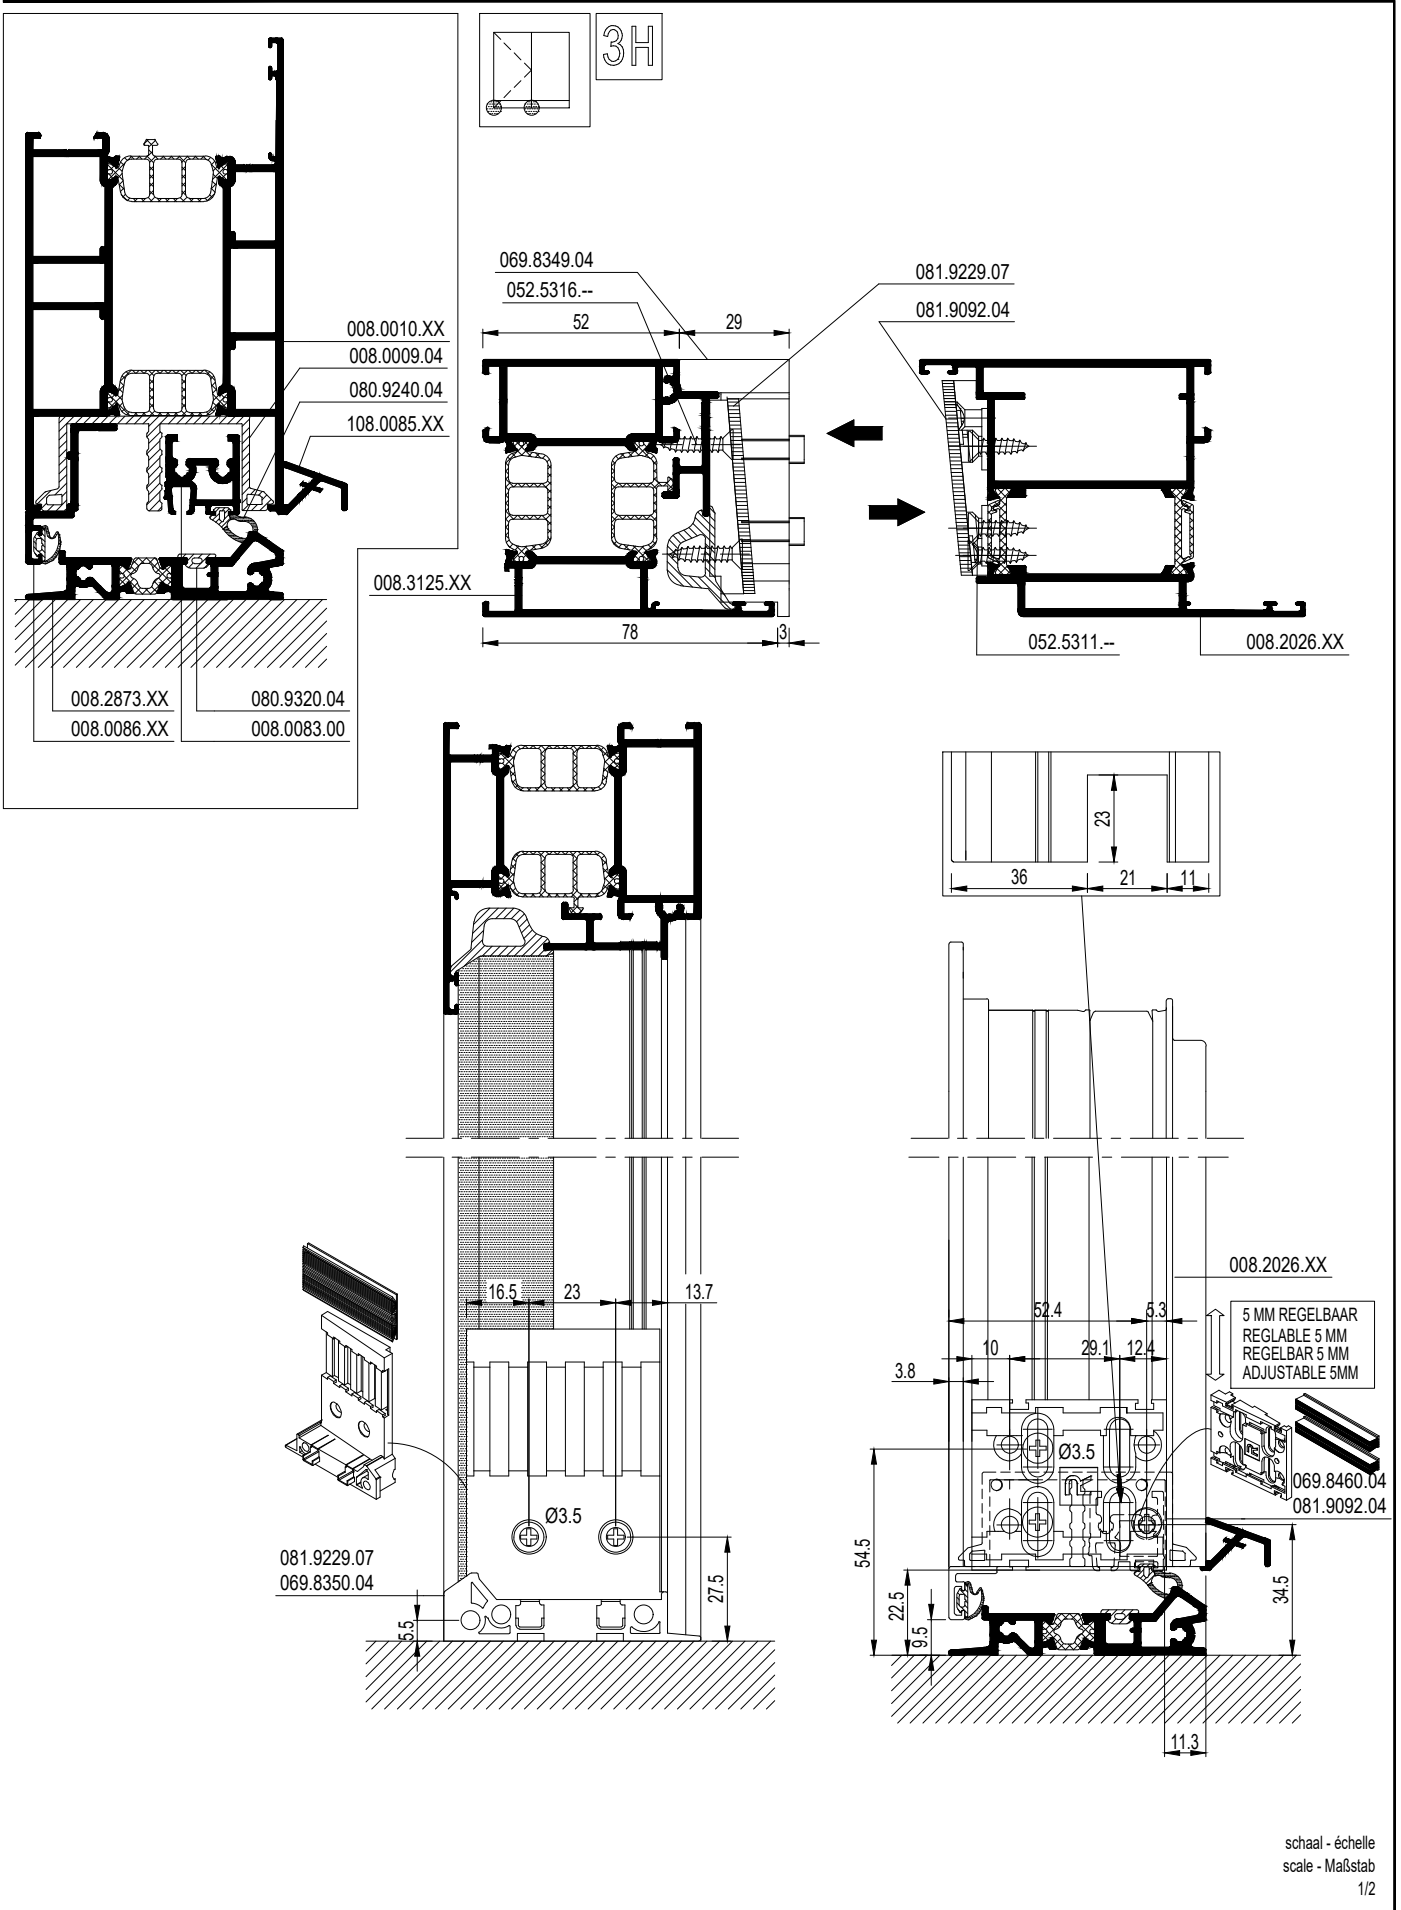 3H
008.0010.XX
008.0009.04
080.9240.04
108.0085.XX
008.2873.XX
008.0086.XX
080.9320.04
008.0083.00
069.8349.04
052.5316.--
52
29
081.9229.07
081.9092.04
008.3125.XX
78
3
052.5311.--
008.2026.XX
23
36
21
11
16.5
23
13.7
Ø3.5
081.9229.07
069.8350.04
5.5
27.5
008.2026.XX
52.4
5.3
5 MM REGELBAAR
REGLABLE 5 MM
REGELBAR 5 MM
ADJUSTABLE 5MM
10
29.1
12.4
3.8
Ø3.5
069.8460.04
081.9092.04
54.5
22.5
9.5
34.5
11.3
schaal - échelle
scale - Maßstab
1/2